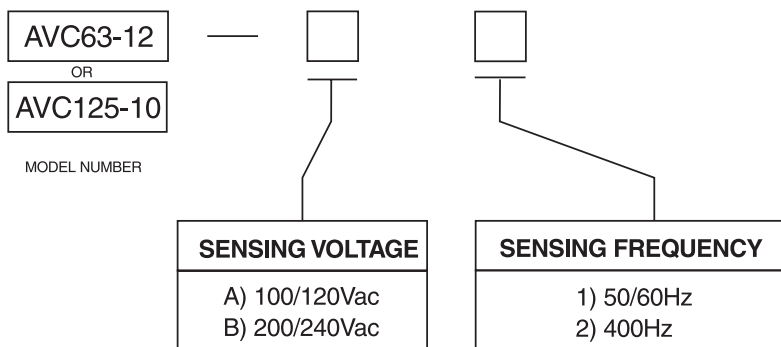 AVC63-12
OR
AVC125-10
MODEL NUMBER
SENSING VOLTAGE
A) 100/120Vac
B) 200/240Vac
SENSING FREQUENCY
1) 50/60Hz
2) 400Hz